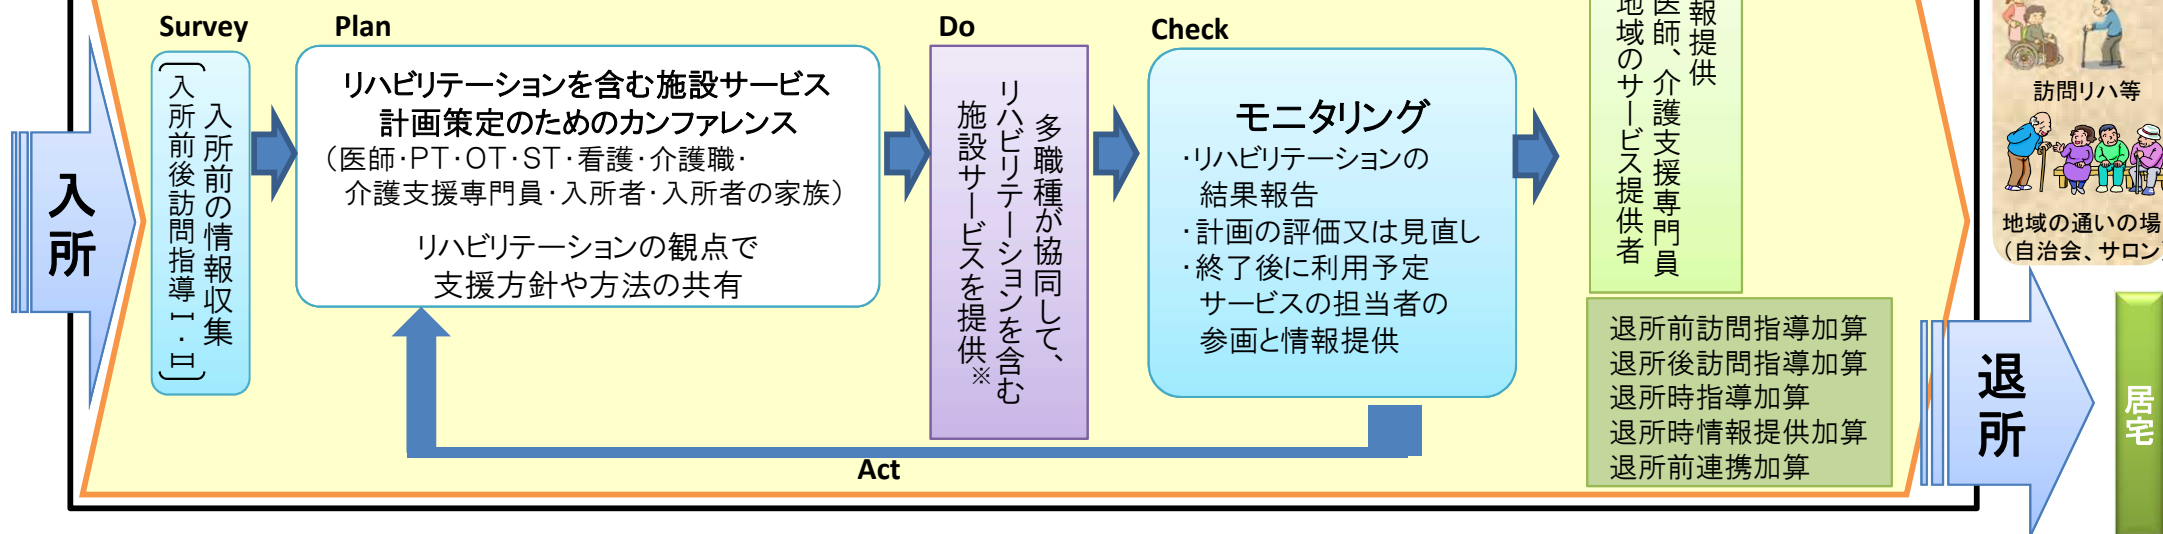 入所
Survey
入所前の情報収集
〔入所前後訪問指導Ⅰ・Ⅱ〕
Plan
リハビリテーションを含む施設サービス
計画策定のためのカンファレンス
（医師・PT・OT・ST・看護・介護職・
介護支援専門員・入所者・入所者の家族）
リハビリテーションの観点で
支援方針や方法の共有
Do
多職種が協同して、
リハビリテーションを含む
施設サービスを提供※
Check
モニタリング
・リハビリテーションの
結果報告
・計画の評価又は見直し
・終了後に利用予定
サービスの担当者の
参画と情報提供
Act
報提供
医師、介護支援専門員
地域のサービス提供者
退所前訪問指導加算
退所後訪問指導加算
退所時指導加算
退所時情報提供加算
退所前連携加算
退所
訪問リハ等
地域の通いの場
（自治会、サロン）
居宅